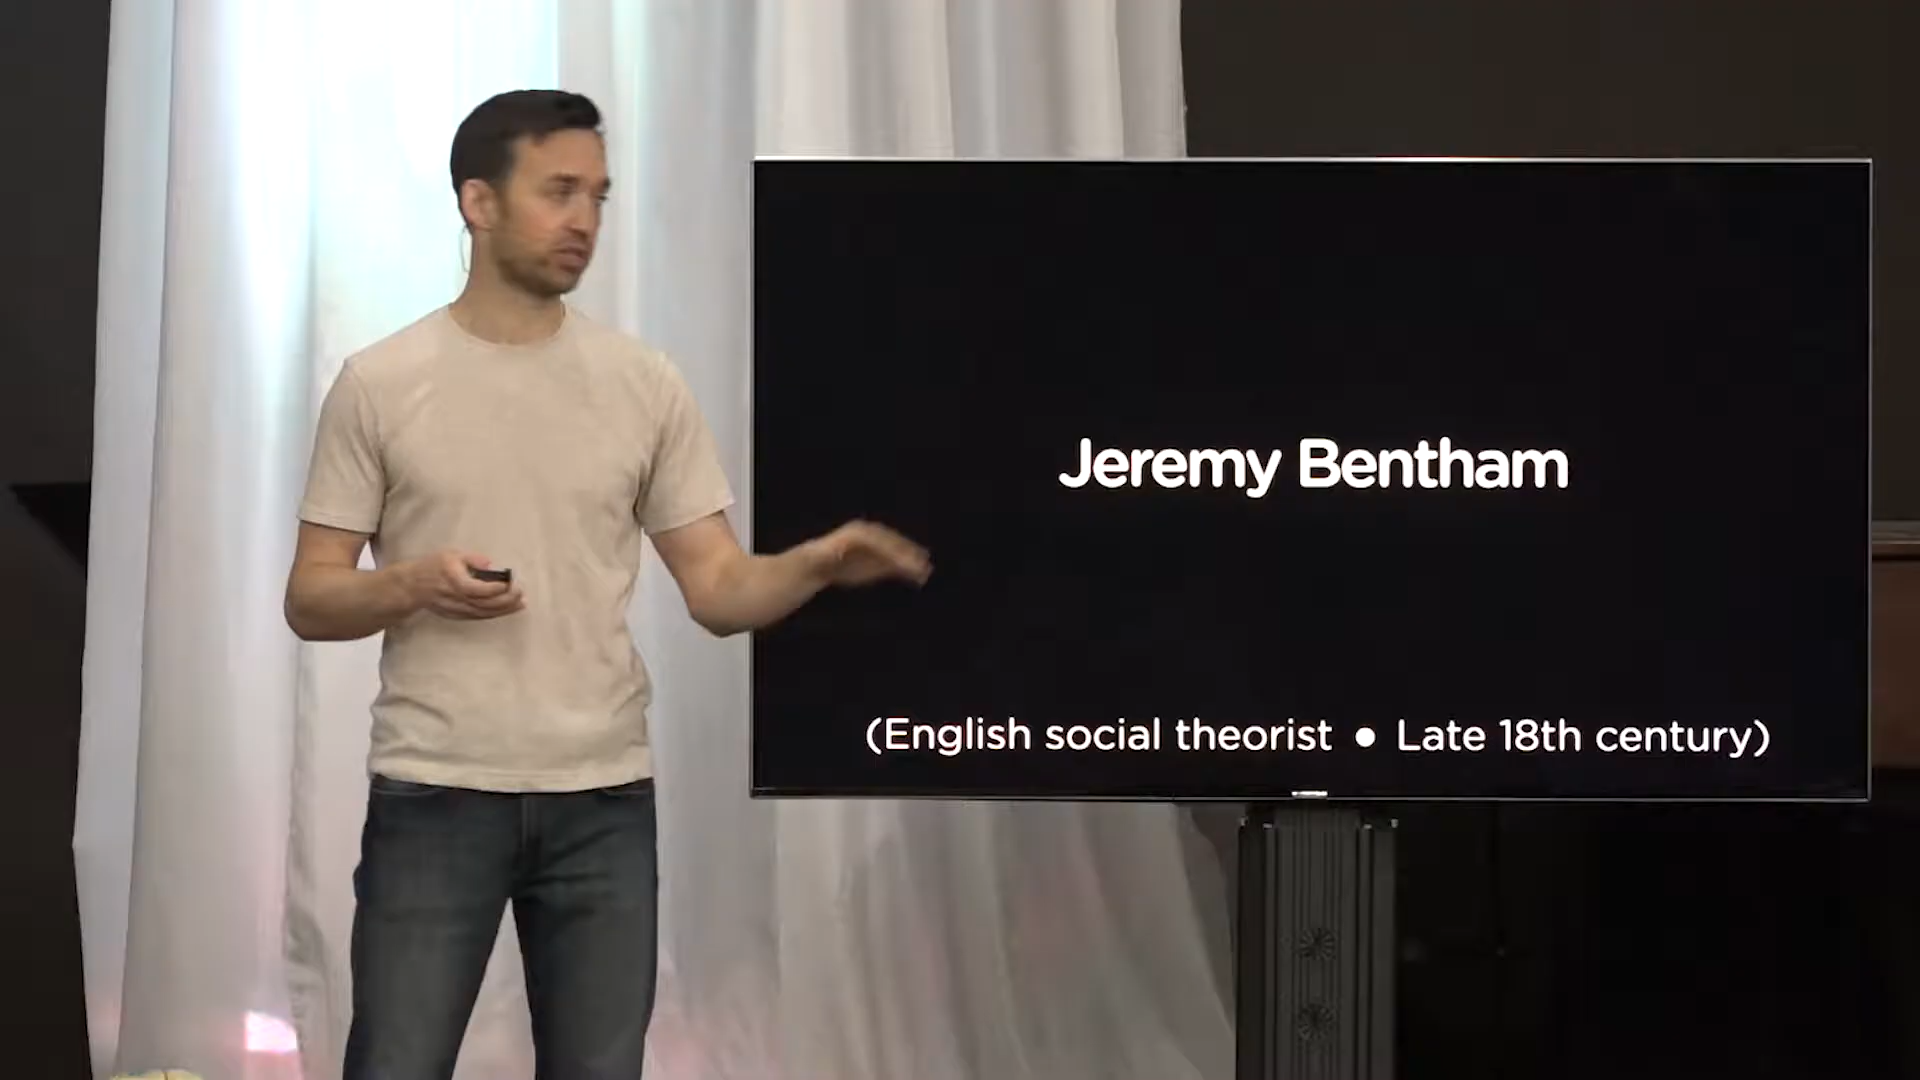 Jeremy Bentham
(English social theorist • Late 18th century)